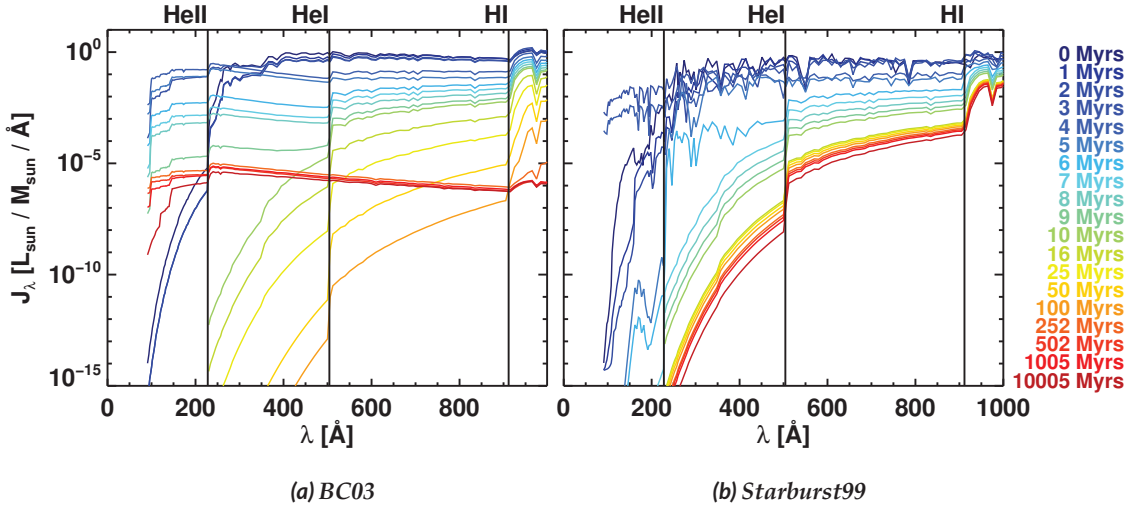 HeII HeI HI
HeII HeI HI
J_λ [L_sun / M_sun / Å]
10^0
10^-5
10^-10
10^-15
0 200 400 600 800
0 200 400 600 800 1000
λ [Å]
λ [Å]
0 Myrs
1 Myrs
2 Myrs
3 Myrs
4 Myrs
5 Myrs
6 Myrs
7 Myrs
8 Myrs
9 Myrs
10 Myrs
16 Myrs
25 Myrs
50 Myrs
100 Myrs
252 Myrs
502 Myrs
1005 Myrs
10005 Myrs
(a) BC03
(b) Starburst99